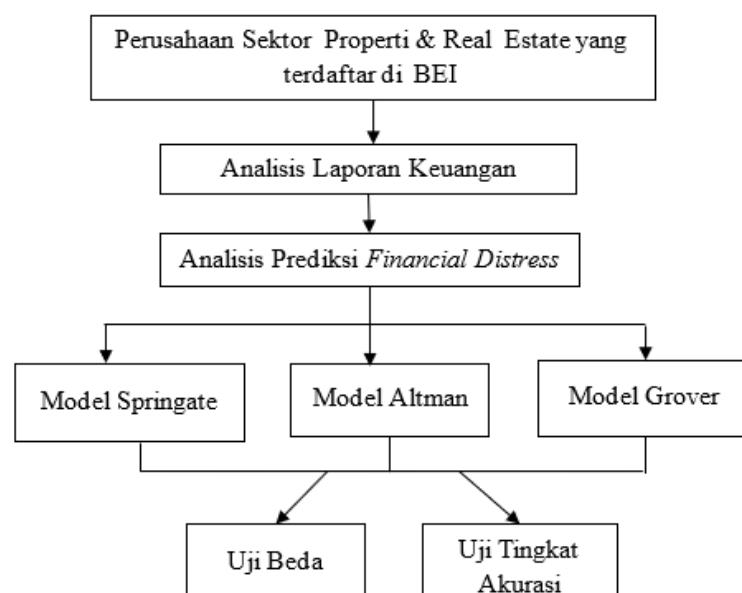 Perusahaan Sektor Properti & Real Estate yang
terdaftar di BEI
Analisis Laporan Keuangan
Analisis Prediksi Financial Distress
Model Springate
Model Altman
Model Grover
Uji Beda
Uji Tingkat
Akurasi